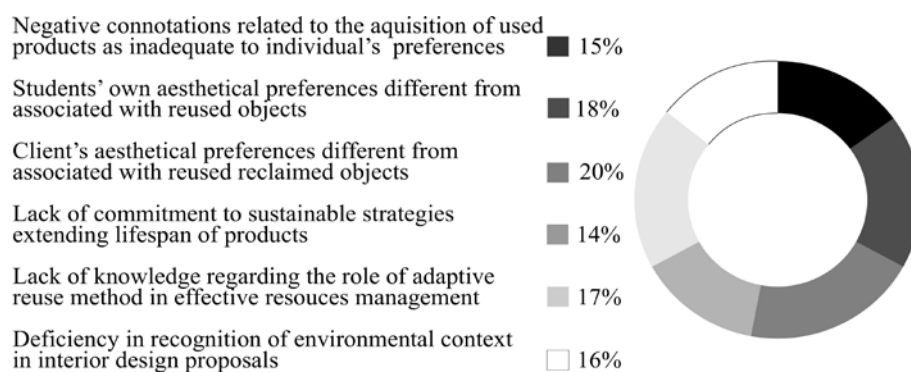 Negative connotations related to the aquisition of used
products as inadequate to individual's preferences
15%
Students' own aesthetical preferences different from
associated with reused objects
18%
Client's aesthetical preferences different from
associated with reused reclaimed objects
20%
Lack of commitment to sustainable strategies
extending lifespan of products
14%
Lack of knowledge regarding the role of adaptive
reuse method in effective resouces management
17%
Deficiency in recognition of environmental context
in interior design proposals
16%